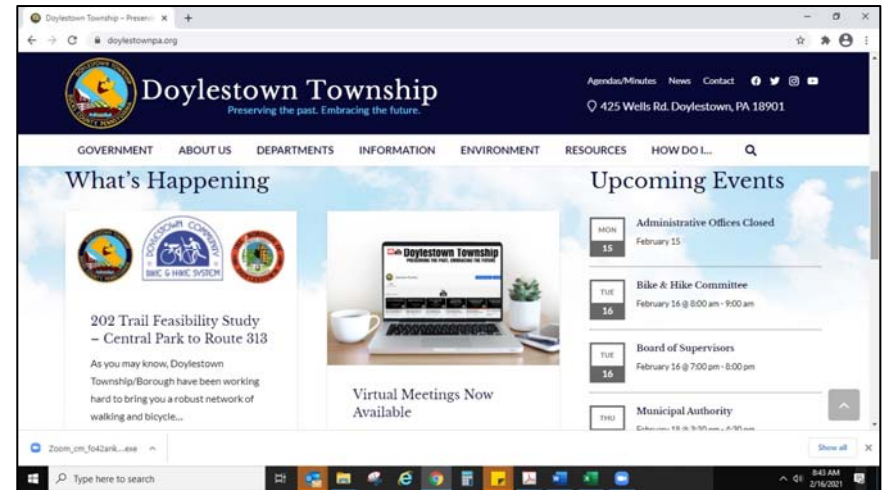 Doylestown Township – Preservi
doylestownpa.org
Doylestown Township
Preserving the past. Embracing the future.
Agendas/Minutes News Contact
425 Wells Rd. Doylestown, PA 18901
GOVERNMENT ABOUT US DEPARTMENTS INFORMATION ENVIRONMENT RESOURCES HOW DO I...
What's Happening
DOYLESTOWN COMMUNITY
BIKE & HIKE SYSTEM
202 Trail Feasibility Study
– Central Park to Route 313
As you may know, Doylestown
Township/Borough have been working
hard to bring you a robust network of
walking and bicycle...
Doylestown Township
Virtual Meetings Now
Available
Upcoming Events
MON
15
Administrative Offices Closed
February 15
TUE
16
Bike & Hike Committee
February 16 @ 8:00 am - 9:00 am
TUE
16
Board of Supervisors
February 16 @ 7:00 pm - 8:00 pm
THU
Municipal Authority
Zoom_cm_fo42ark....exe
Show all
Type here to search
8:43 AM
2/16/2021